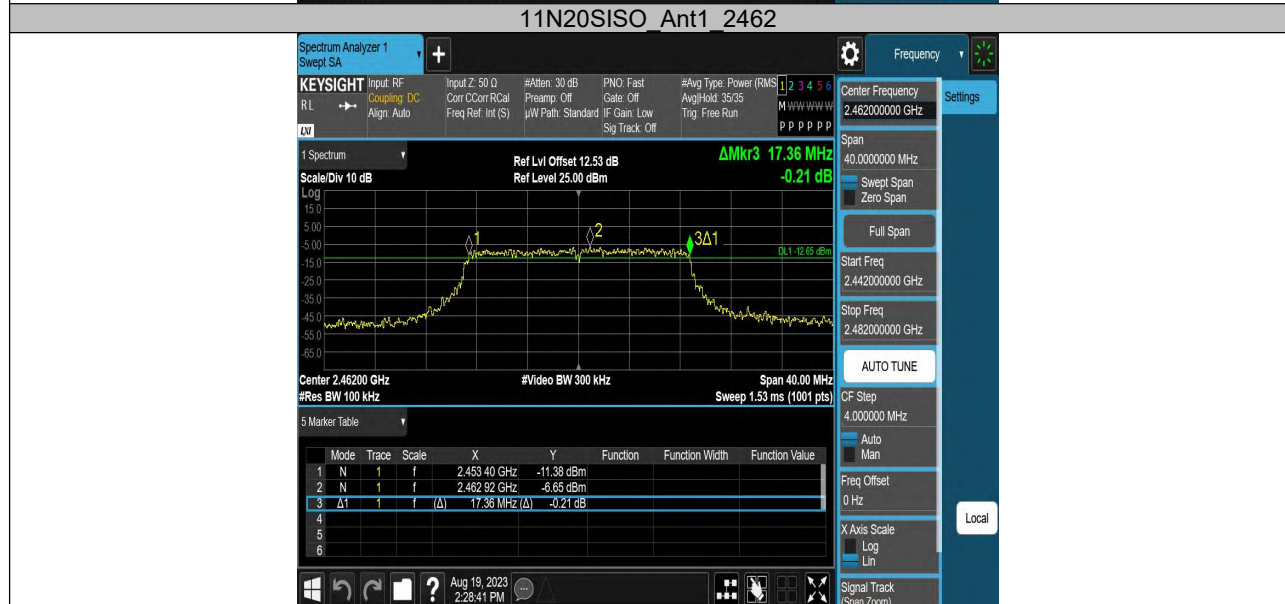 11N20SISO_Ant1_2462
Spectrum Analyzer 1
Swept SA
+
Frequency
KEYSIGHT
RL
LXI
Input: RF
Coupling: DC
Align: Auto
Input Z: 50 Ω
Corr CCorr RCal
Freq Ref: Int (S)
#Atten: 30 dB
Preamp: Off
µW Path: Standard
PNO: Fast
Gate: Off
IF Gain: Low
Sig Track: Off
#Avg Type: Power (RMS
Avg|Hold: 35/35
Trig: Free Run
1 2 3 4 5 6
M W W W W W
P P P P P P
1 Spectrum
Scale/Div 10 dB
Ref Lvl Offset 12.53 dB
Ref Level 25.00 dBm
ΔMkr3 17.36 MHz
-0.21 dB
Log
15.0
5.00
-5.00
-15.0
-25.0
-35.0
-45.0
-55.0
-65.0
1
2
3Δ1
DL1 -12.65 dBm
Center 2.46200 GHz
#Res BW 100 kHz
#Video BW 300 kHz
Span 40.00 MHz
Sweep 1.53 ms (1001 pts)
5 Marker Table
Mode Trace Scale X Y Function Function Width Function Value
1 N 1 f 2.453 40 GHz -11.38 dBm
2 N 1 f 2.462 92 GHz -6.65 dBm
3 Δ1 1 f (Δ) 17.36 MHz (Δ) -0.21 dB
4
5
6
Aug 19, 2023
2:28:41 PM
?
Center Frequency
2.462000000 GHz
Settings
Span
40.0000000 MHz
Swept Span
Zero Span
Full Span
Start Freq
2.442000000 GHz
Stop Freq
2.482000000 GHz
AUTO TUNE
CF Step
4.000000 MHz
Auto
Man
Freq Offset
0 Hz
Local
X Axis Scale
Log
Lin
Signal Track
(Span Zoom)